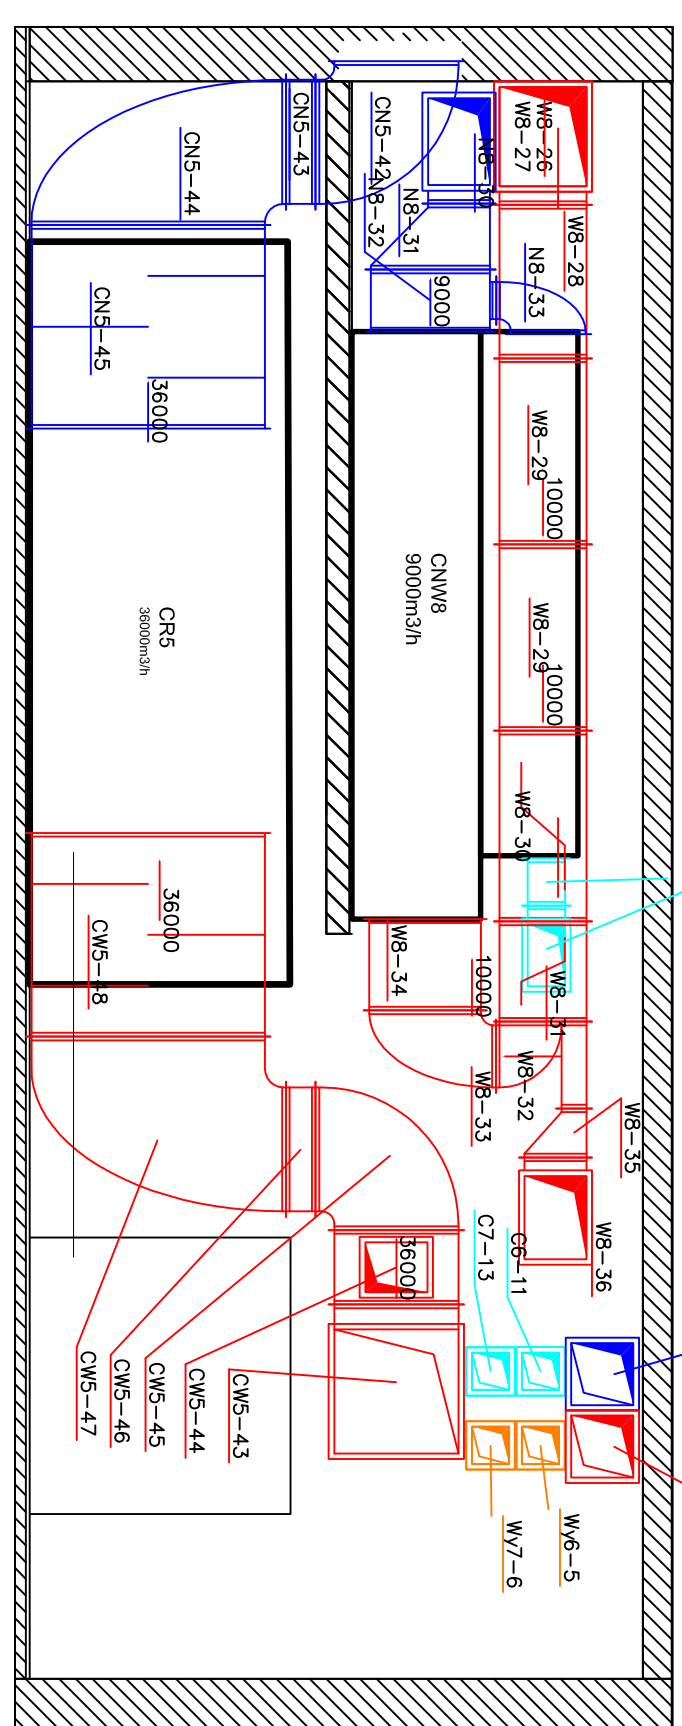 CN5-43
CN5-44
CN5-42
N8-32
N8-31
N8-30
W8-26
W8-27
W8-28
N8-33
9000
CN5-45
36000
W8-29
10000
CNW8
9000m3/h
CR5
36000m3/h
W8-29
10000
W8-30
36000
CW5-48
W8-34
10000
W8-31
W8-32
W8-33
W8-35
W8-36
C7-13
C6-11
36000
CW5-47
CW5-46
CW5-45
CW5-44
CW5-43
Wy7-6
Wy6-5